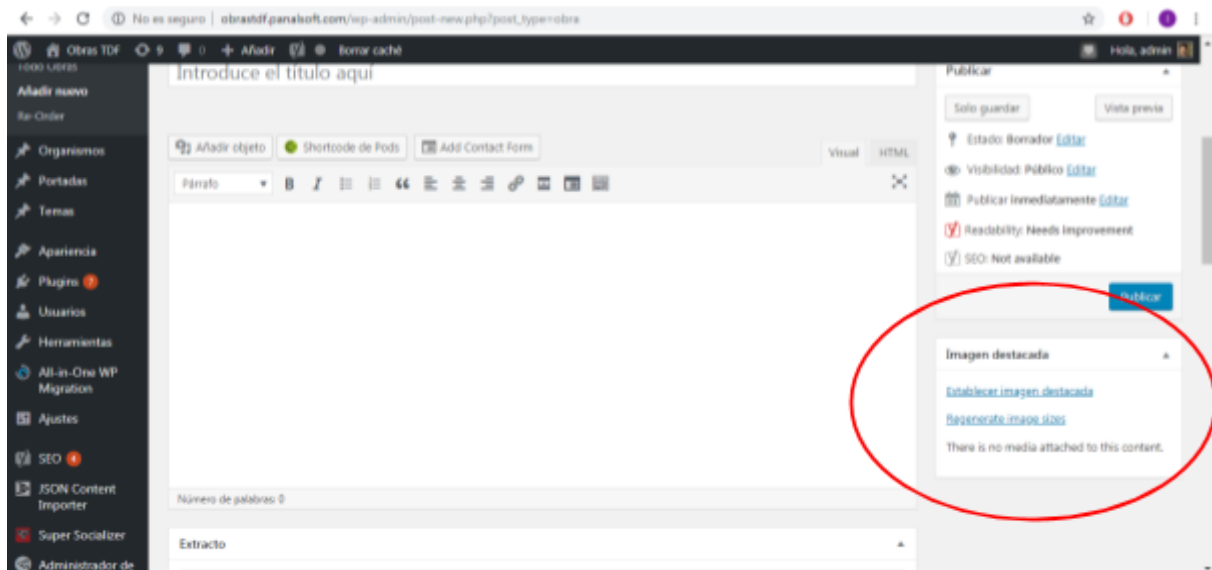 No es seguro | obrastdf.panalsoft.com/wp-admin/post-new.php?post_type=obra
Obras TDF 9 0 + Añadir Borrar caché Hola, admin
Todo Obras
Añadir nuevo
Re-Order
Organismos
Portadas
Temas
Apariencia
Plugins 7
Usuarios
Herramientas
All-in-One WP
Migration
Ajustes
SEO 4
JSON Content
Importer
Super Socializer
Administrador de
Introduce el título aquí
Añadir objeto Shortcode de Pods Add Contact Form
Visual HTML
Párrafo B I
Número de palabras: 0
Extracto
Publicar
Solo guardar Vista previa
Estado: Borrador Editar
Visibilidad: Público Editar
Publicar inmediatamente Editar
Readability: Needs improvement
SEO: Not available
Publicar
Imagen destacada
Establecer imagen destacada
Regenerate image sizes
There is no media attached to this content.